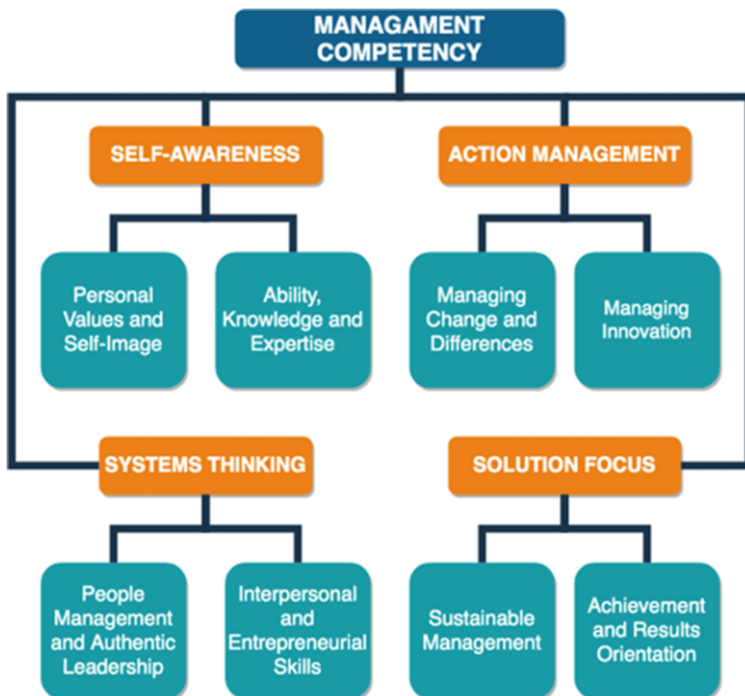 MANAGAMENT
COMPETENCY
SELF-AWARENESS
ACTION MANAGEMENT
Personal
Values and
Self-Image
Ability,
Knowledge and
Expertise
Managing
Change and
Differences
Managing
Innovation
SYSTEMS THINKING
SOLUTION FOCUS
People
Management
and Authentic
Leadership
Interpersonal
and
Entrepreneurial
Skills
Sustainable
Management
Achievement
and Results
Orientation